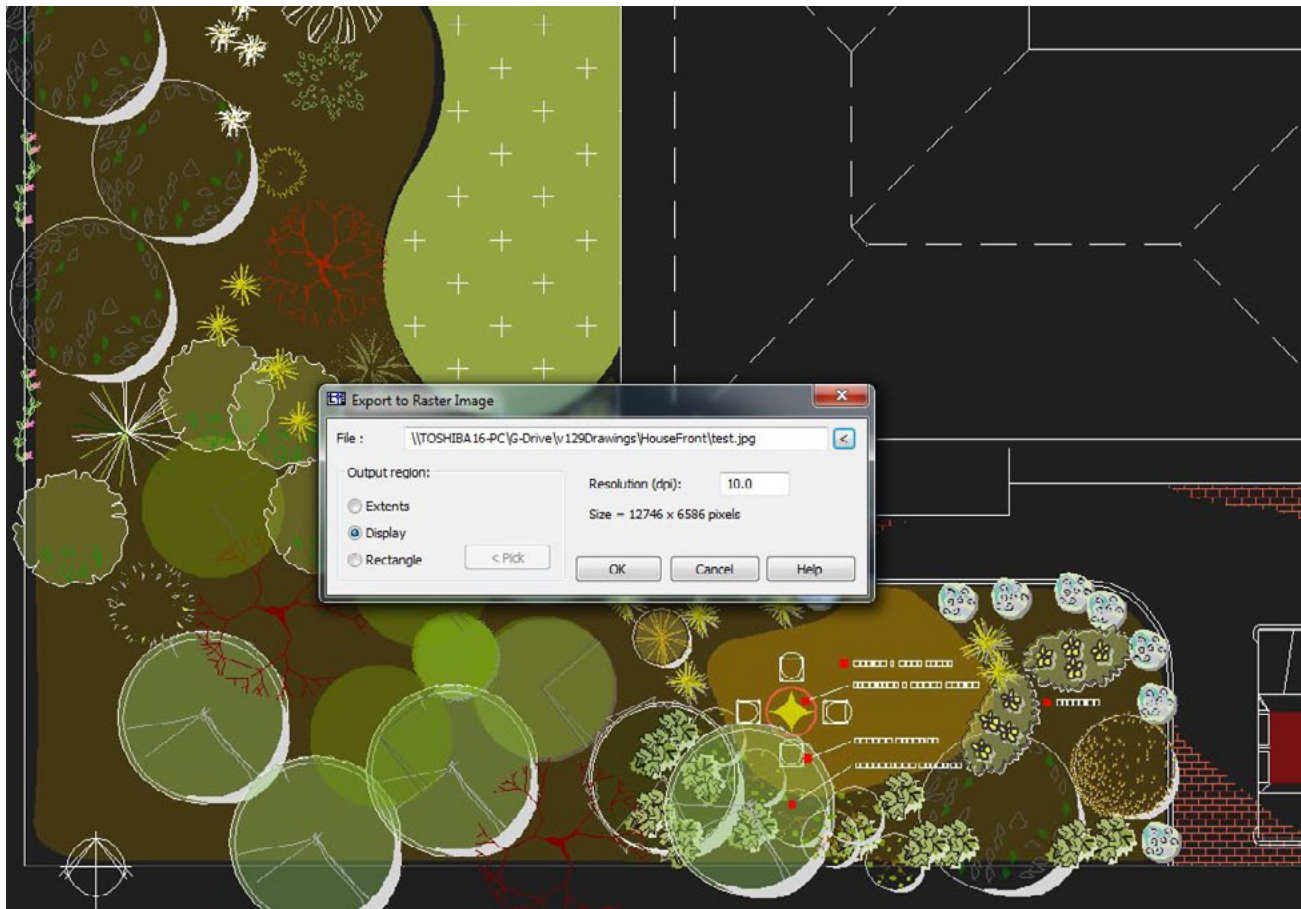 Export to Raster Image
File :
\\TOSHIBA16-PC\G-Drive\v129Drawings\HouseFront\test.jpg
<
Output region:
Extents
Display
Rectangle
< Pick
Resolution (dpi):
10.0
Size = 12746 x 6586 pixels
OK
Cancel
Help